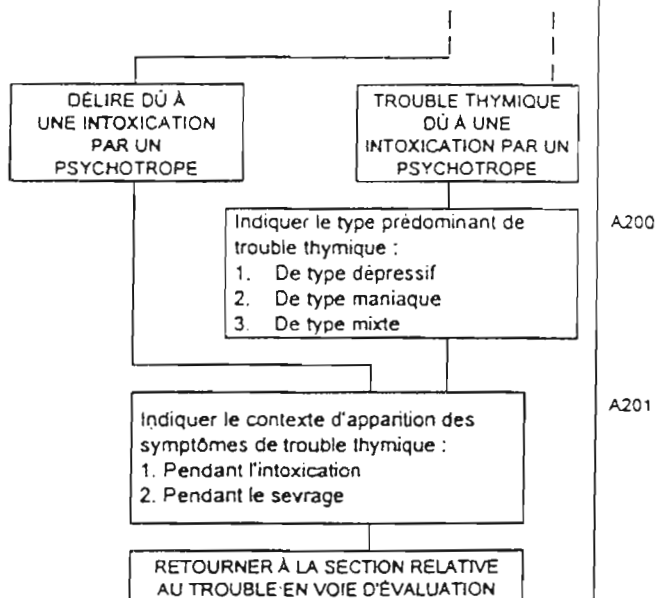 DÉLIRE DÛ À
UNE INTOXICATION
PAR UN
PSYCHOTROPE
TROUBLE THYMIQUE
DÛ À UNE
INTOXICATION PAR UN
PSYCHOTROPE
Indiquer le type prédominant de
trouble thymique :
1. De type dépressif
2. De type maniaque
3. De type mixte
A200
Indiquer le contexte d'apparition des
symptômes de trouble thymique :
1. Pendant l'intoxication
2. Pendant le sevrage
A201
RETOURNER À LA SECTION RELATIVE
AU TROUBLE EN VOIE D'ÉVALUATION